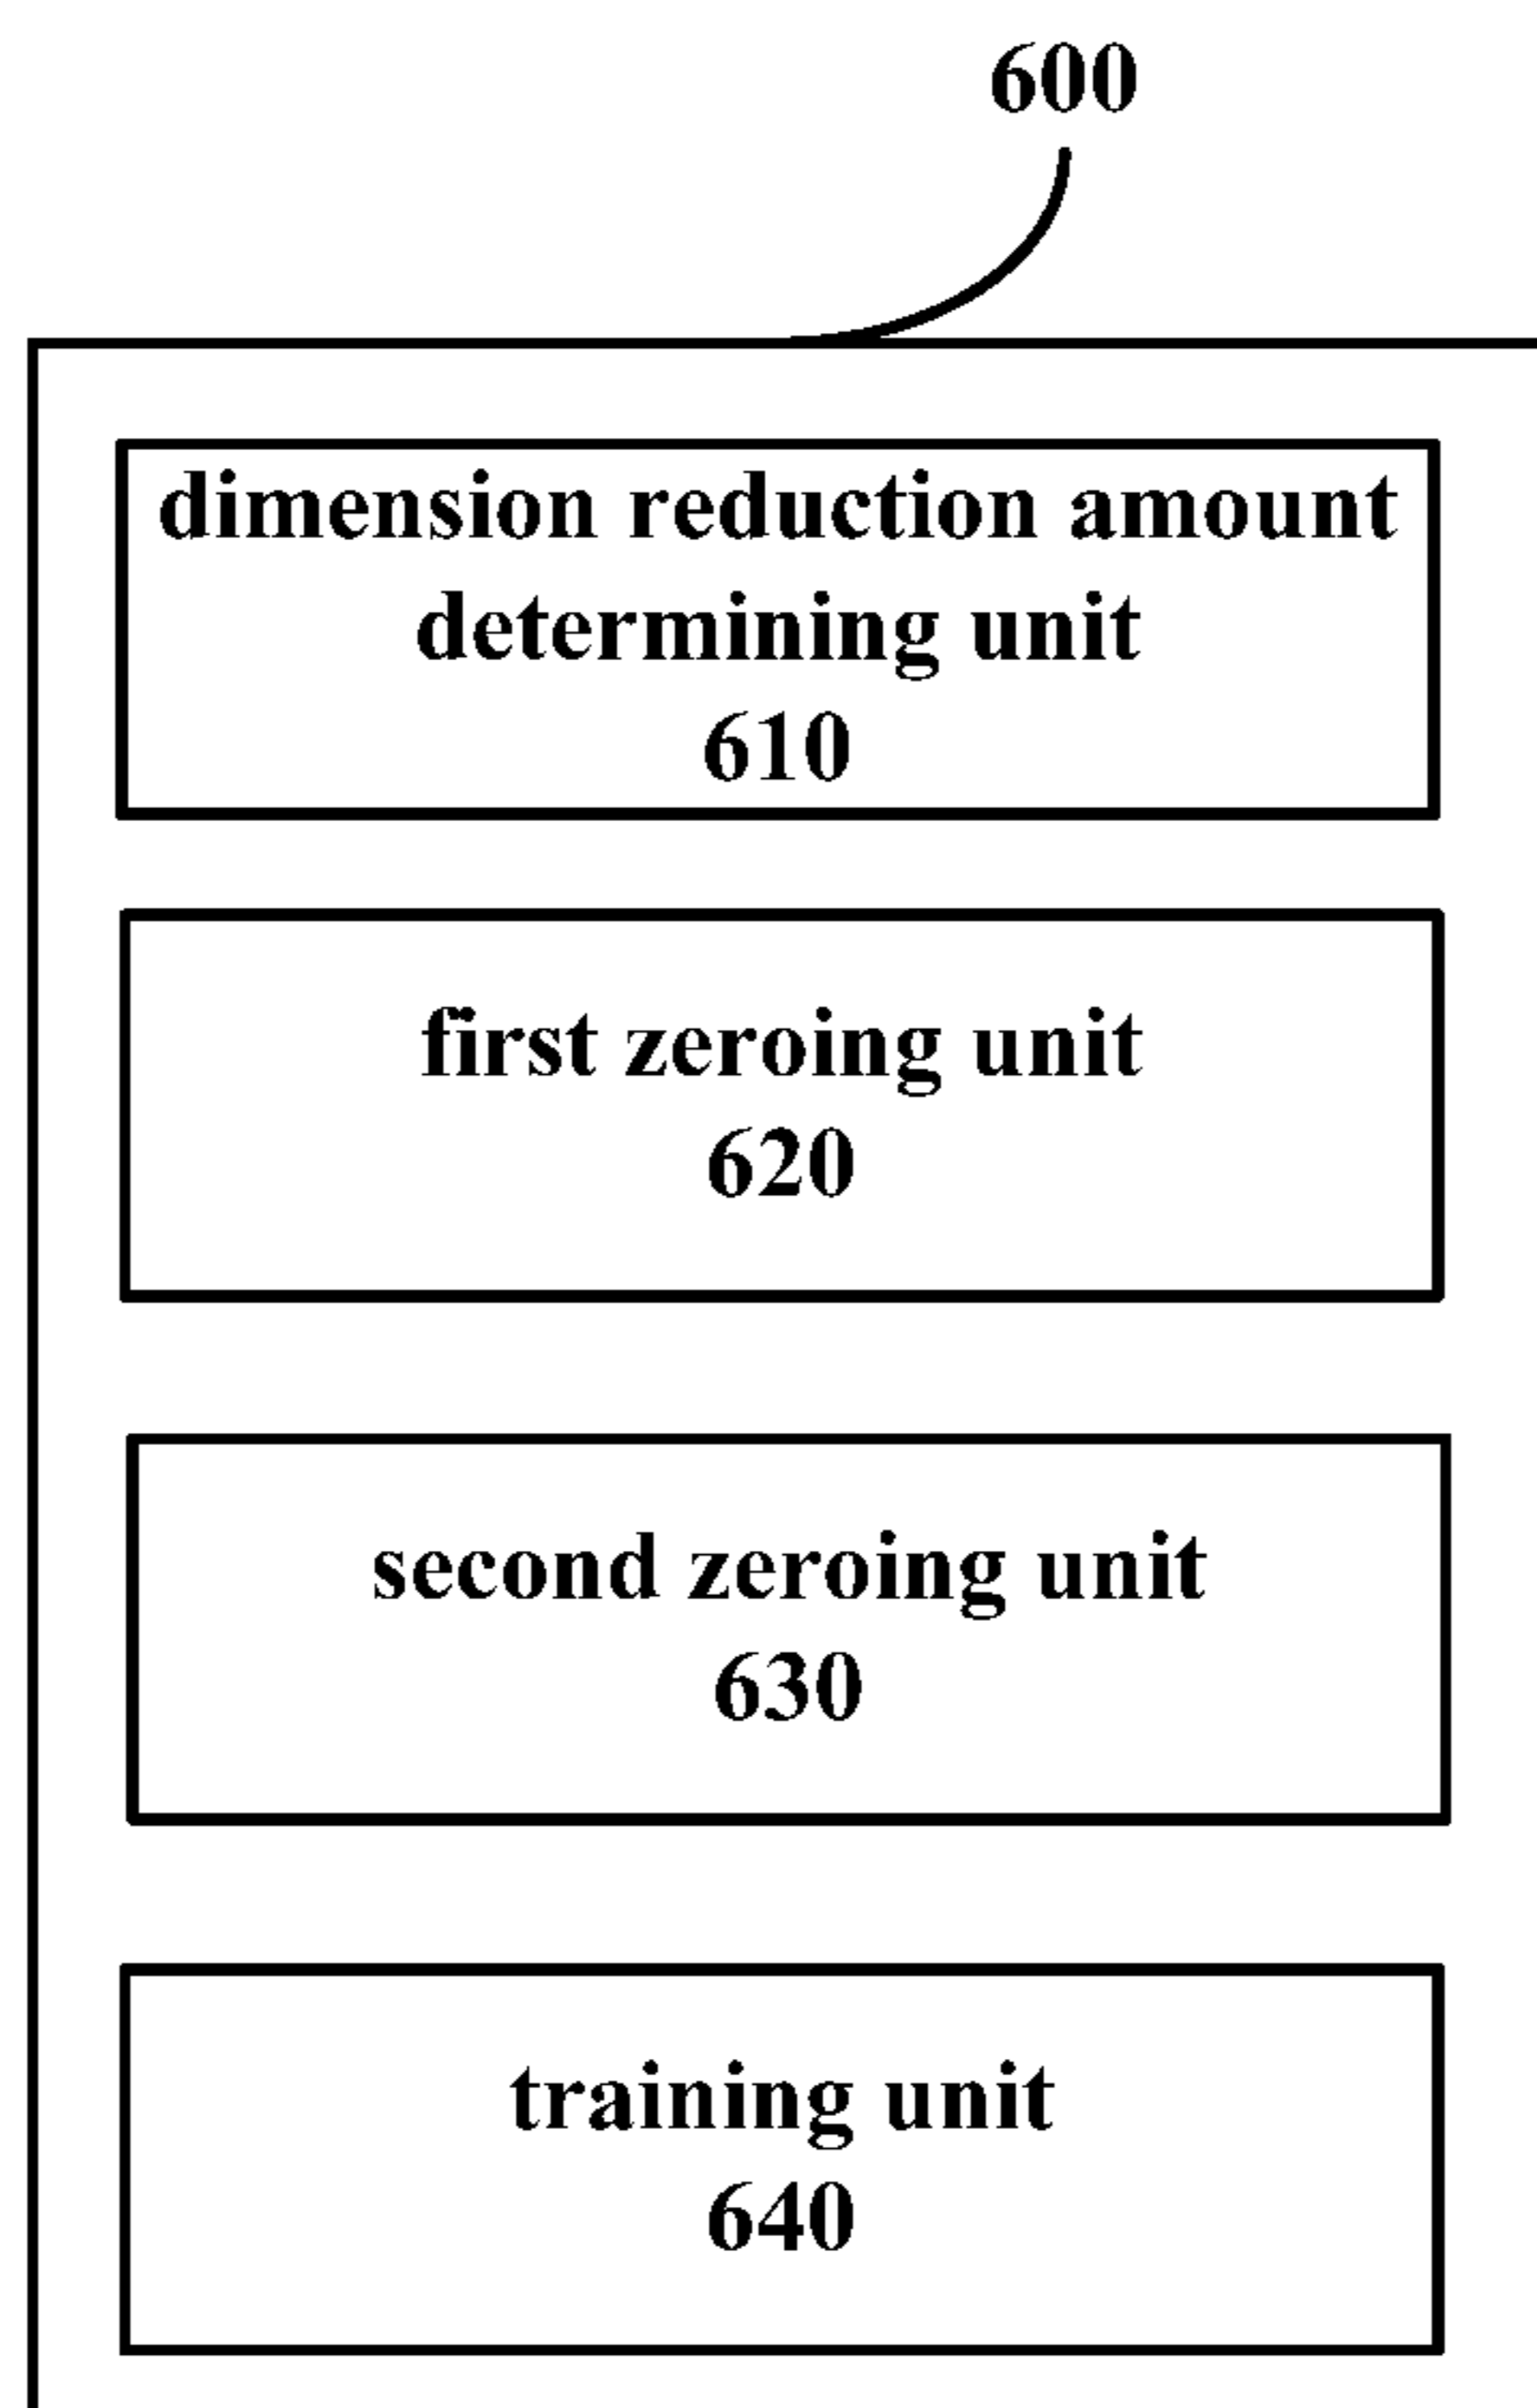 600
dimension reduction amount
determining unit
610
first zeroing unit
620
second zeroing unit
630
training unit
640